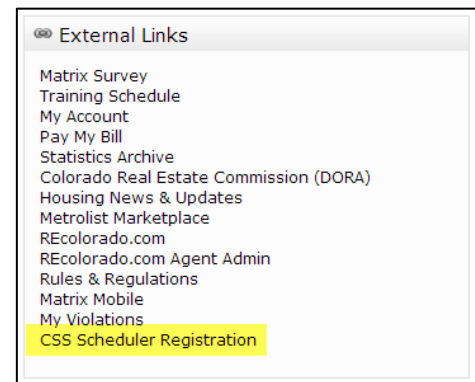 External Links
Matrix Survey
Training Schedule
My Account
Pay My Bill
Statistics Archive
Colorado Real Estate Commission (DORA)
Housing News & Updates
Metrolist Marketplace
REcolorado.com
REcolorado.com Agent Admin
Rules & Regulations
Matrix Mobile
My Violations
CSS Scheduler Registration